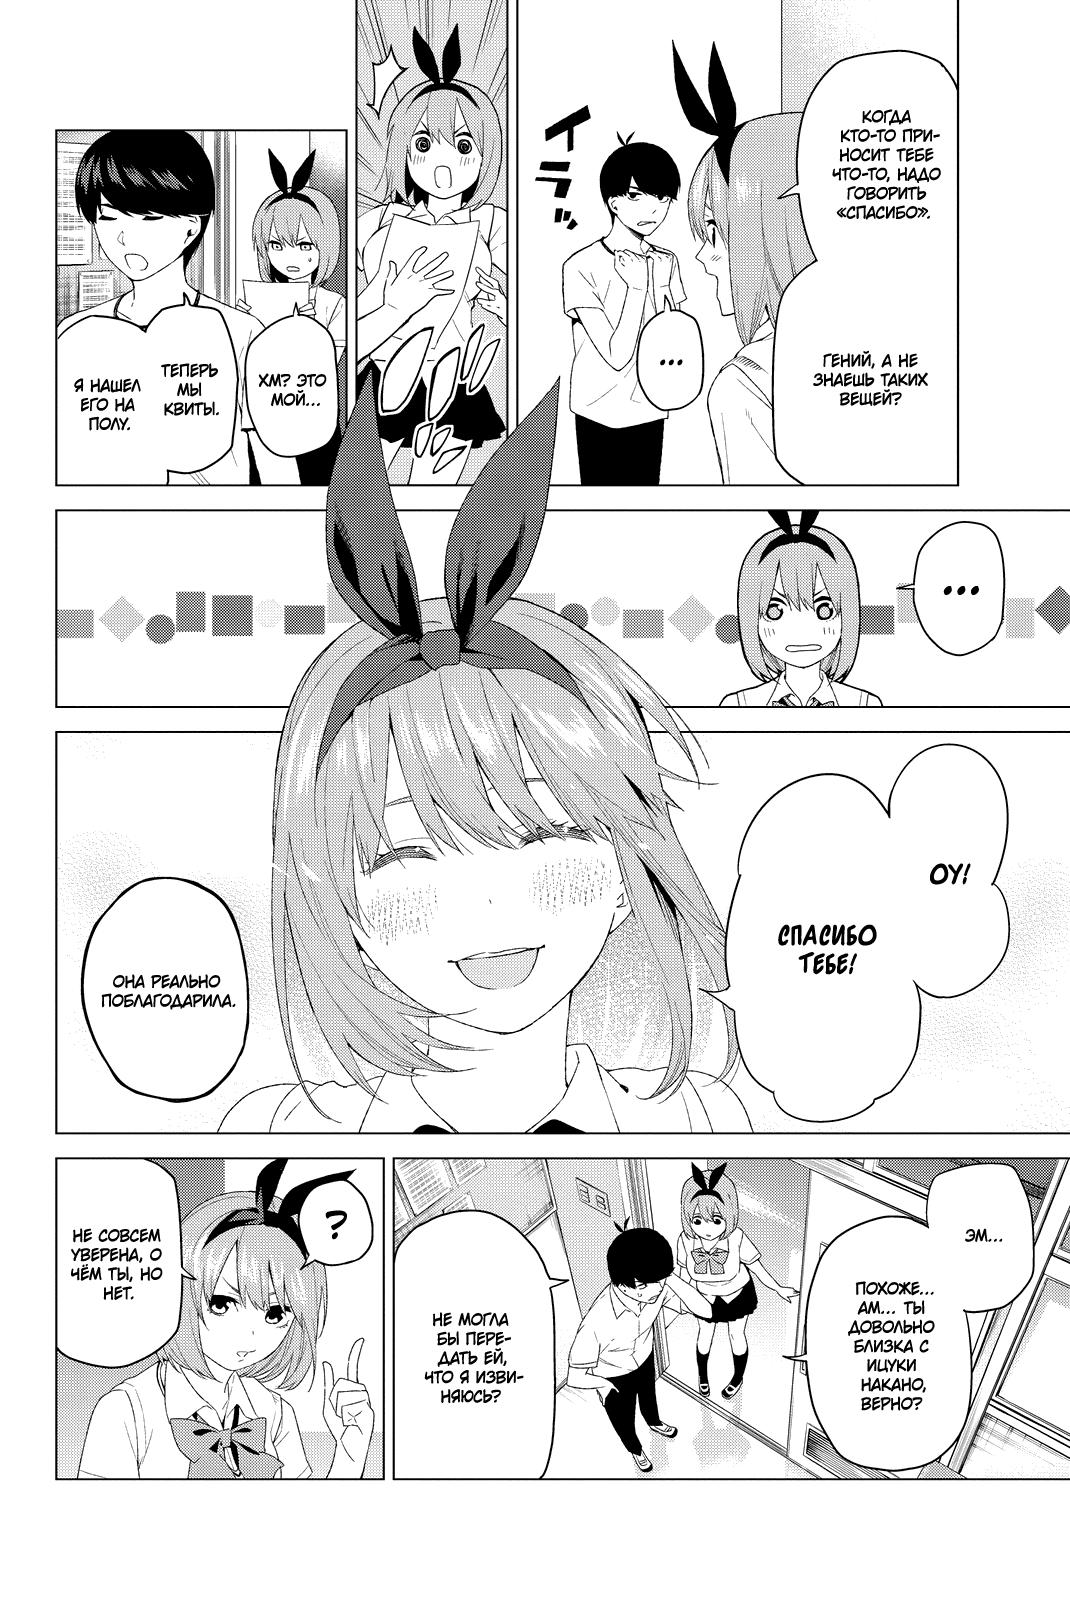 КОГДА
КТО-ТО ПРИ-
НОСИТ ТЕБЕ
ЧТО-ТО, НАДО
ГОВОРИТЬ
«СПАСИБО».
ГЕНИЙ, А НЕ
ЗНАЕШЬ ТАКИХ
ВЕЩЕЙ?
イラッ
...
ХМ? ЭТО
МОЙ...
ТЕПЕРЬ
МЫ
КВИТЫ.
Я НАШЕЛ
ЕГО НА
ПОЛУ.
...
ОУ!
СПАСИБО
ТЕБЕ!
ОНА РЕАЛЬНО
ПОБЛАГОДАРИЛА.
ЭМ...
ПОХОЖЕ...
АМ... ТЫ
ДОВОЛЬНО
БЛИЗКА С
ИЦУКИ
НАКАНО,
ВЕРНО?
НЕ МОГЛА
БЫ ПЕРЕ-
ДАТЬ ЕЙ,
ЧТО Я ИЗВИ-
НЯЮСЬ?
?
НЕ СОВСЕМ
УВЕРЕНА, О
ЧЁМ ТЫ, НО
НЕТ.